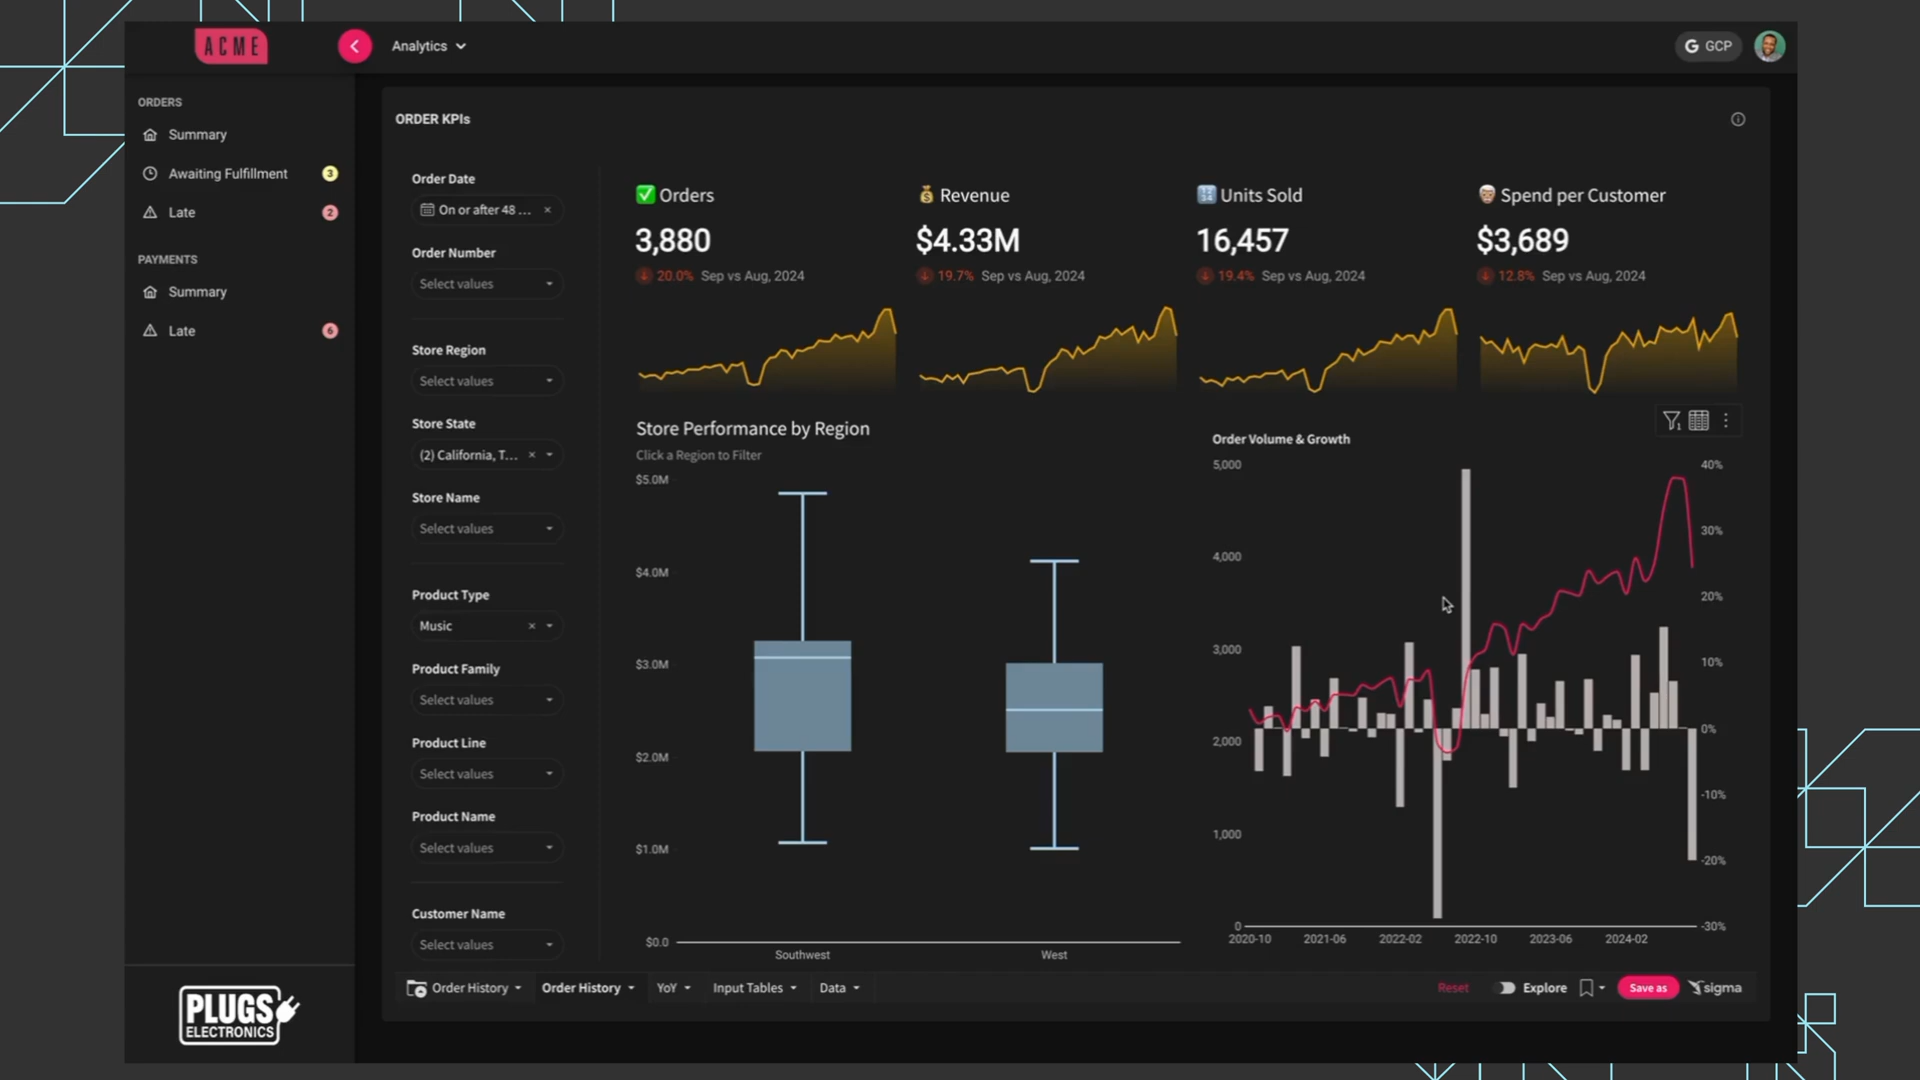 ACME
Analytics
GCP
ORDERS
Summary
Awaiting Fulfillment 3
Late 2
PAYMENTS
Summary
Late 6
PLUGS
ELECTRONICS
ORDER KPIs
Order Date
On or after 48 ...
Order Number
Select values
Store Region
Select values
Store State
(2) California, T...
Store Name
Select values
Product Type
Music
Product Family
Select values
Product Line
Select values
Product Name
Select values
Customer Name
Select values
Orders
3,880
20.0% Sep vs Aug, 2024
Revenue
$4.33M
19.7% Sep vs Aug, 2024
Units Sold
16,457
19.4% Sep vs Aug, 2024
Spend per Customer
$3,689
12.8% Sep vs Aug, 2024
Store Performance by Region
Click a Region to Filter
$5.0M
$4.0M
$3.0M
$2.0M
$1.0M
$0.0
Southwest West
1
Order Volume & Growth
5,000
4,000
3,000
2,000
1,000
0
40%
30%
20%
10%
0%
-10%
-20%
-30%
2020-10 2021-06 2022-02 2022-10 2023-06 2024-02
Order History Order History YoY Input Tables Data
Reset Explore Save as sigma